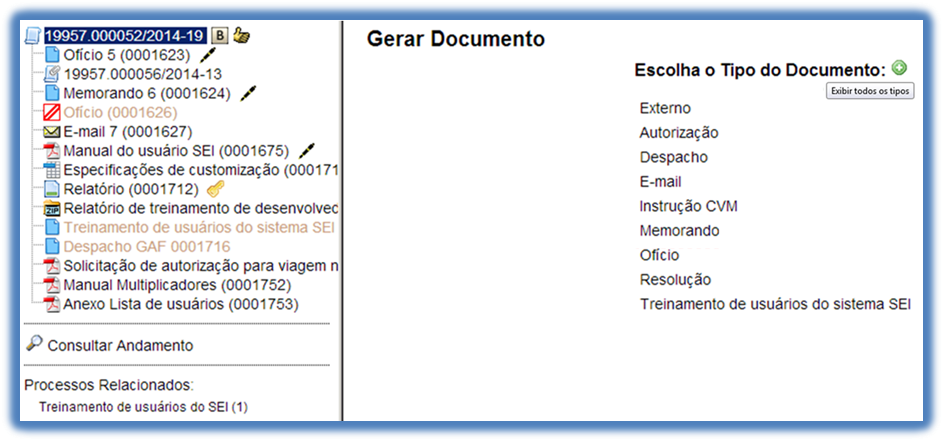 19957.000052/2014-19 B
Ofício 5 (0001623)
19957.000056/2014-13
Memorando 6 (0001624)
Ofício (0001626)
E-mail 7 (0001627)
Manual do usuário SEI (0001675)
Especificações de customização (000171
Relatório (0001712)
ZIP Relatório de treinamento de desenvolvec
Treinamento de usuários do sistema SEI
Despacho GAF 0001716
Solicitação de autorização para viagem n
Manual Multiplicadores (0001752)
Anexo Lista de usuários (0001753)
Consultar Andamento
Processos Relacionados:
Treinamento de usuários do SEI (1)
Gerar Documento
Escolha o Tipo do Documento:
Exibir todos os tipos
Externo
Autorização
Despacho
E-mail
Instrução CVM
Memorando
Ofício
Resolução
Treinamento de usuários do sistema SEI